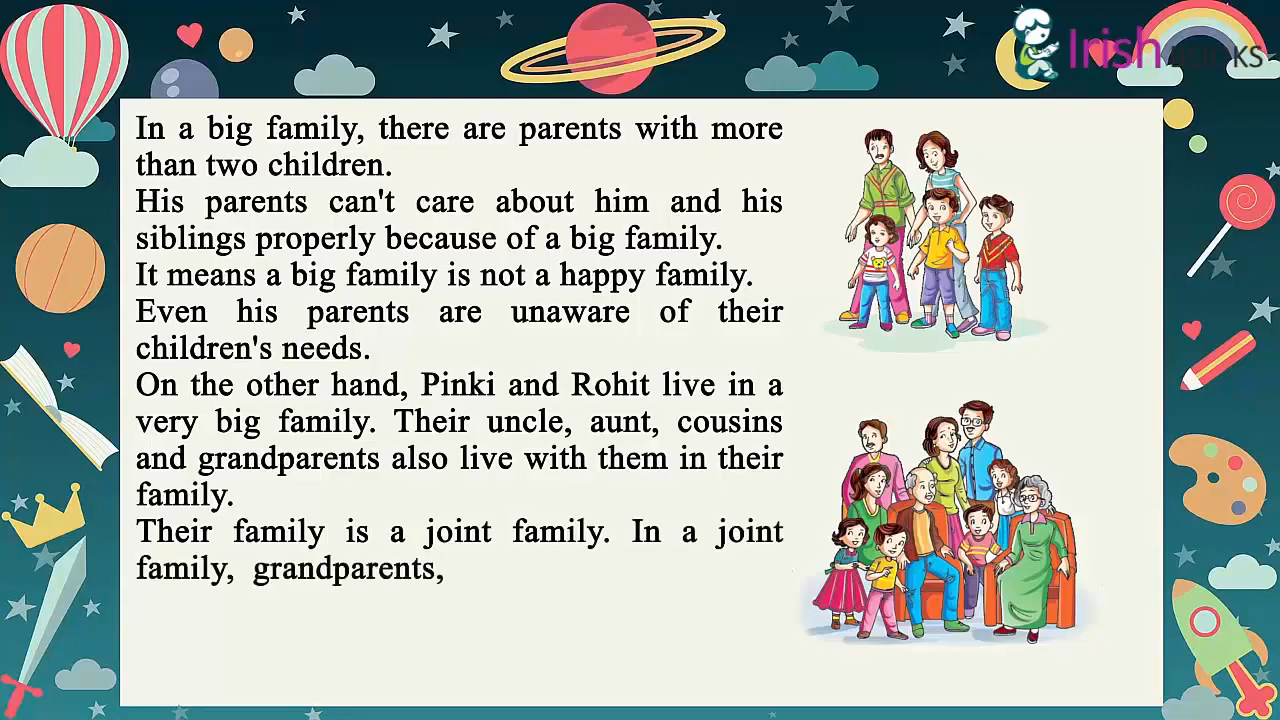 Irish BOOKS
In a big family, there are parents with more
than two children.
His parents can't care about him and his
siblings properly because of a big family.
It means a big family is not a happy family.
Even his parents are unaware of their
children's needs.
On the other hand, Pinki and Rohit live in a
very big family. Their uncle, aunt, cousins
and grandparents also live with them in their
family.
Their family is a joint family. In a joint
family, grandparents,